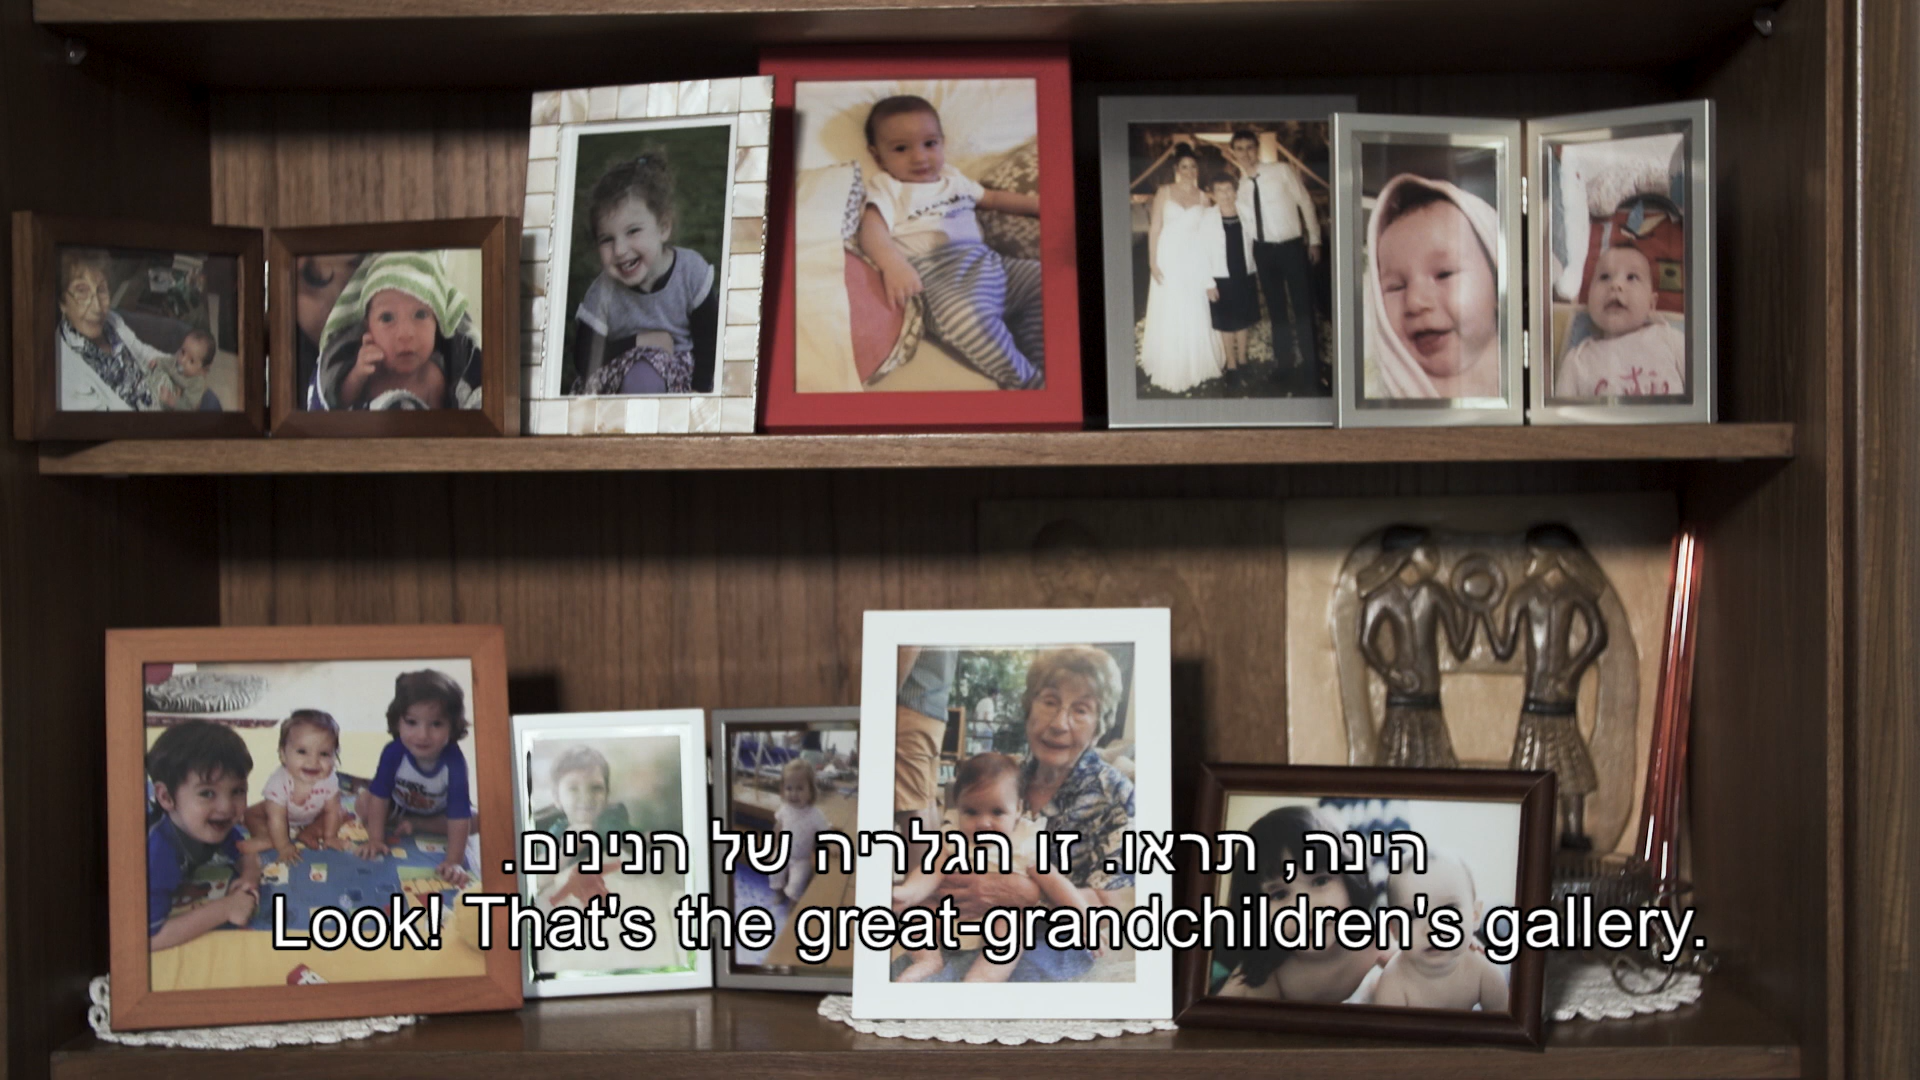 הינה, תראו. זו הגלריה של הנינים.
Look! That's the great-grandchildren's gallery.